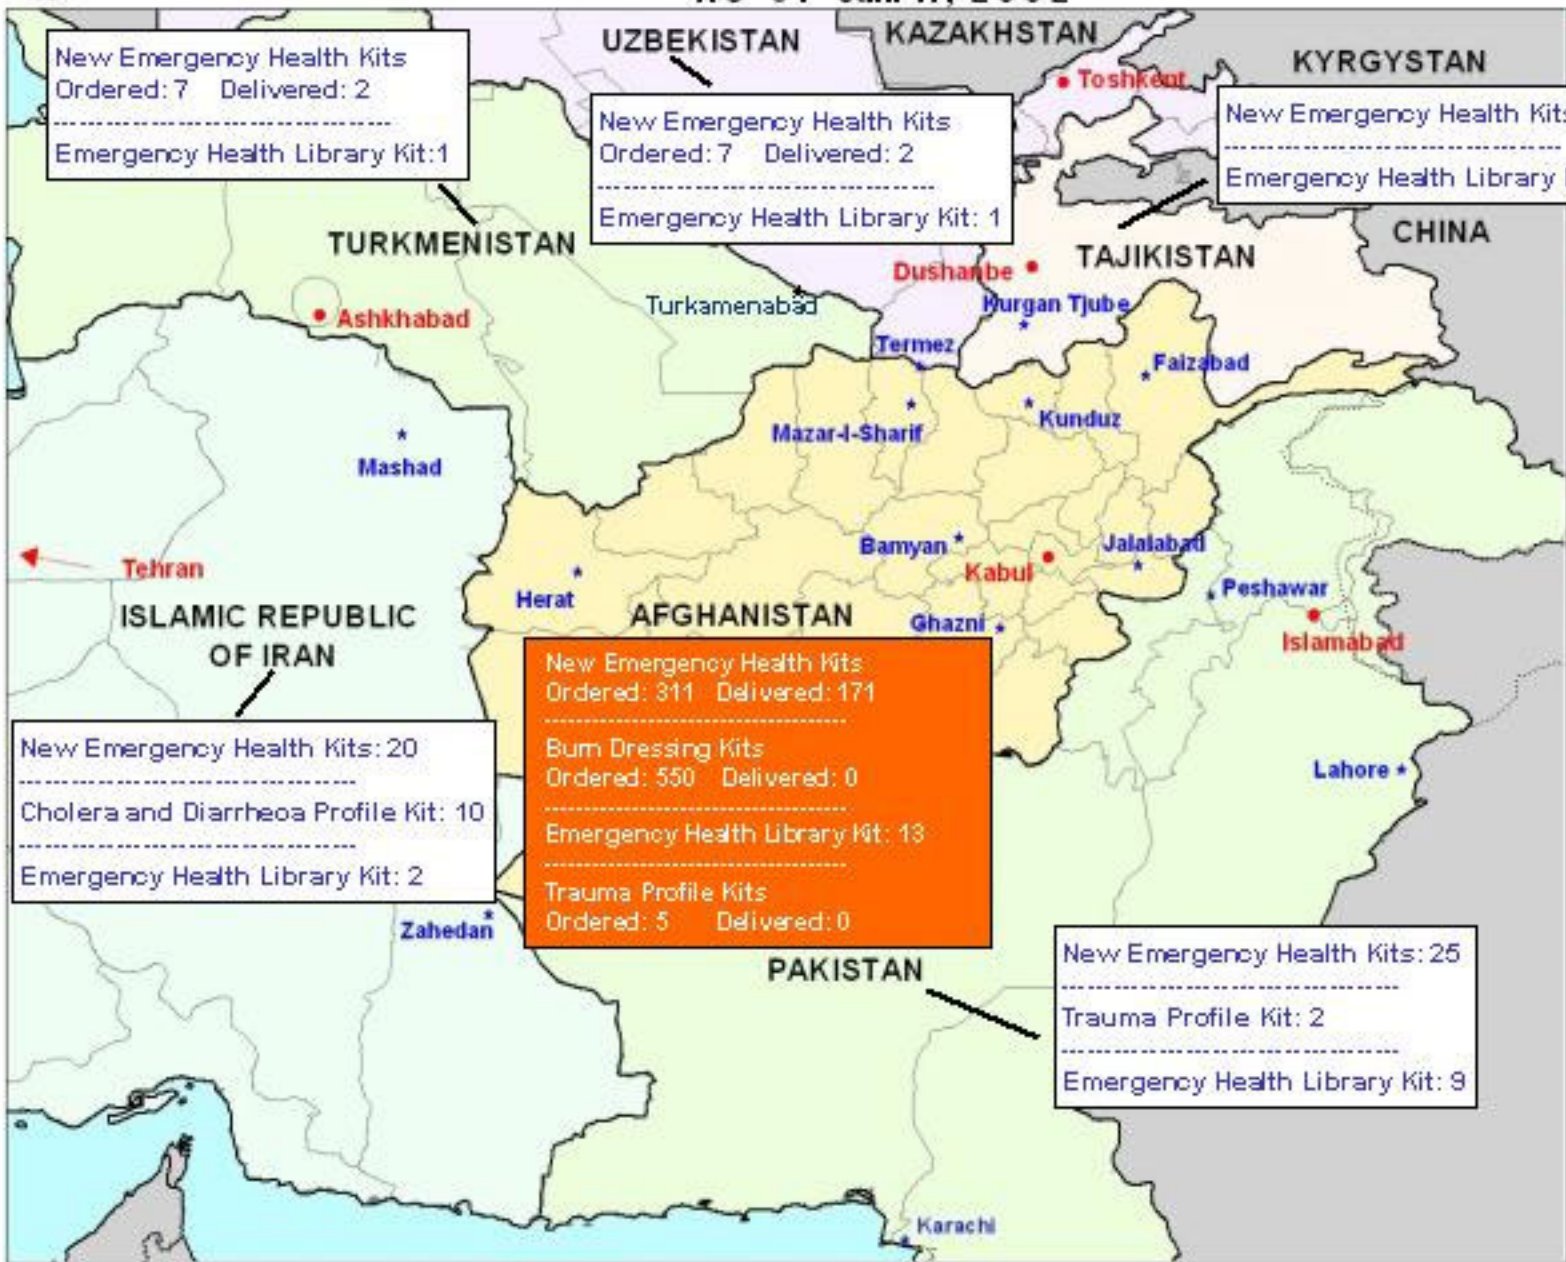 UZBEKISTAN
KAZAKHSTAN
KYRGYSTAN
Toshkent
New Emergency Health Kits
Ordered: 7 Delivered: 2
Emergency Health Library Kit:1
New Emergency Health Kits
Ordered: 7 Delivered: 2
Emergency Health Library Kit: 1
New Emergency Health Kits
Emergency Health Library
CHINA
TURKMENISTAN
TAJIKISTAN
Dushanbe
Kurgan Tjube
Turkamenabad
Ashkhabad
Termez
Faizabad
Mazar-I-Sharif
Kunduz
Mashad
Bamyan
Jalalabad
Kabul
Tehran
Herat
Peshawar
ISLAMIC REPUBLIC
OF IRAN
AFGHANISTAN
Ghazni
Islamabad
New Emergency Health Kits
Ordered: 311 Delivered: 171
Burn Dressing Kits
Ordered: 550 Delivered: 0
Emergency Health Library Kit: 13
Trauma Profile Kits
Ordered: 5 Delivered: 0
New Emergency Health Kits: 20
Cholera and Diarrheoa Profile Kit: 10
Emergency Health Library Kit: 2
Lahore
Zahedan
PAKISTAN
New Emergency Health Kits: 25
Trauma Profile Kit: 2
Emergency Health Library Kit: 9
Karachi